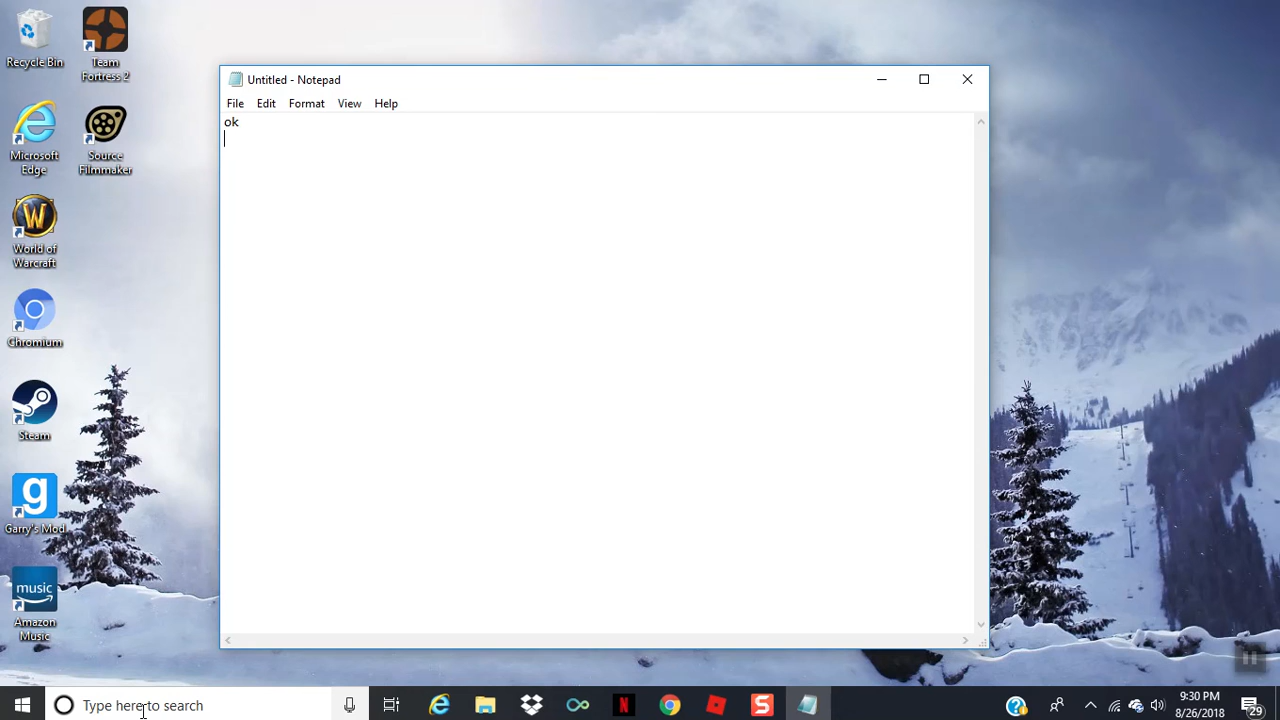 Recycle Bin
Team
Fortress 2
Microsoft
Edge
Source
Filmmaker
World of
Warcraft
Chromium
Steam
Garry's Mod
music
Amazon
Music
Untitled - Notepad
File Edit Format View Help
ok
Type here to search
9:30 PM
8/26/2018
29